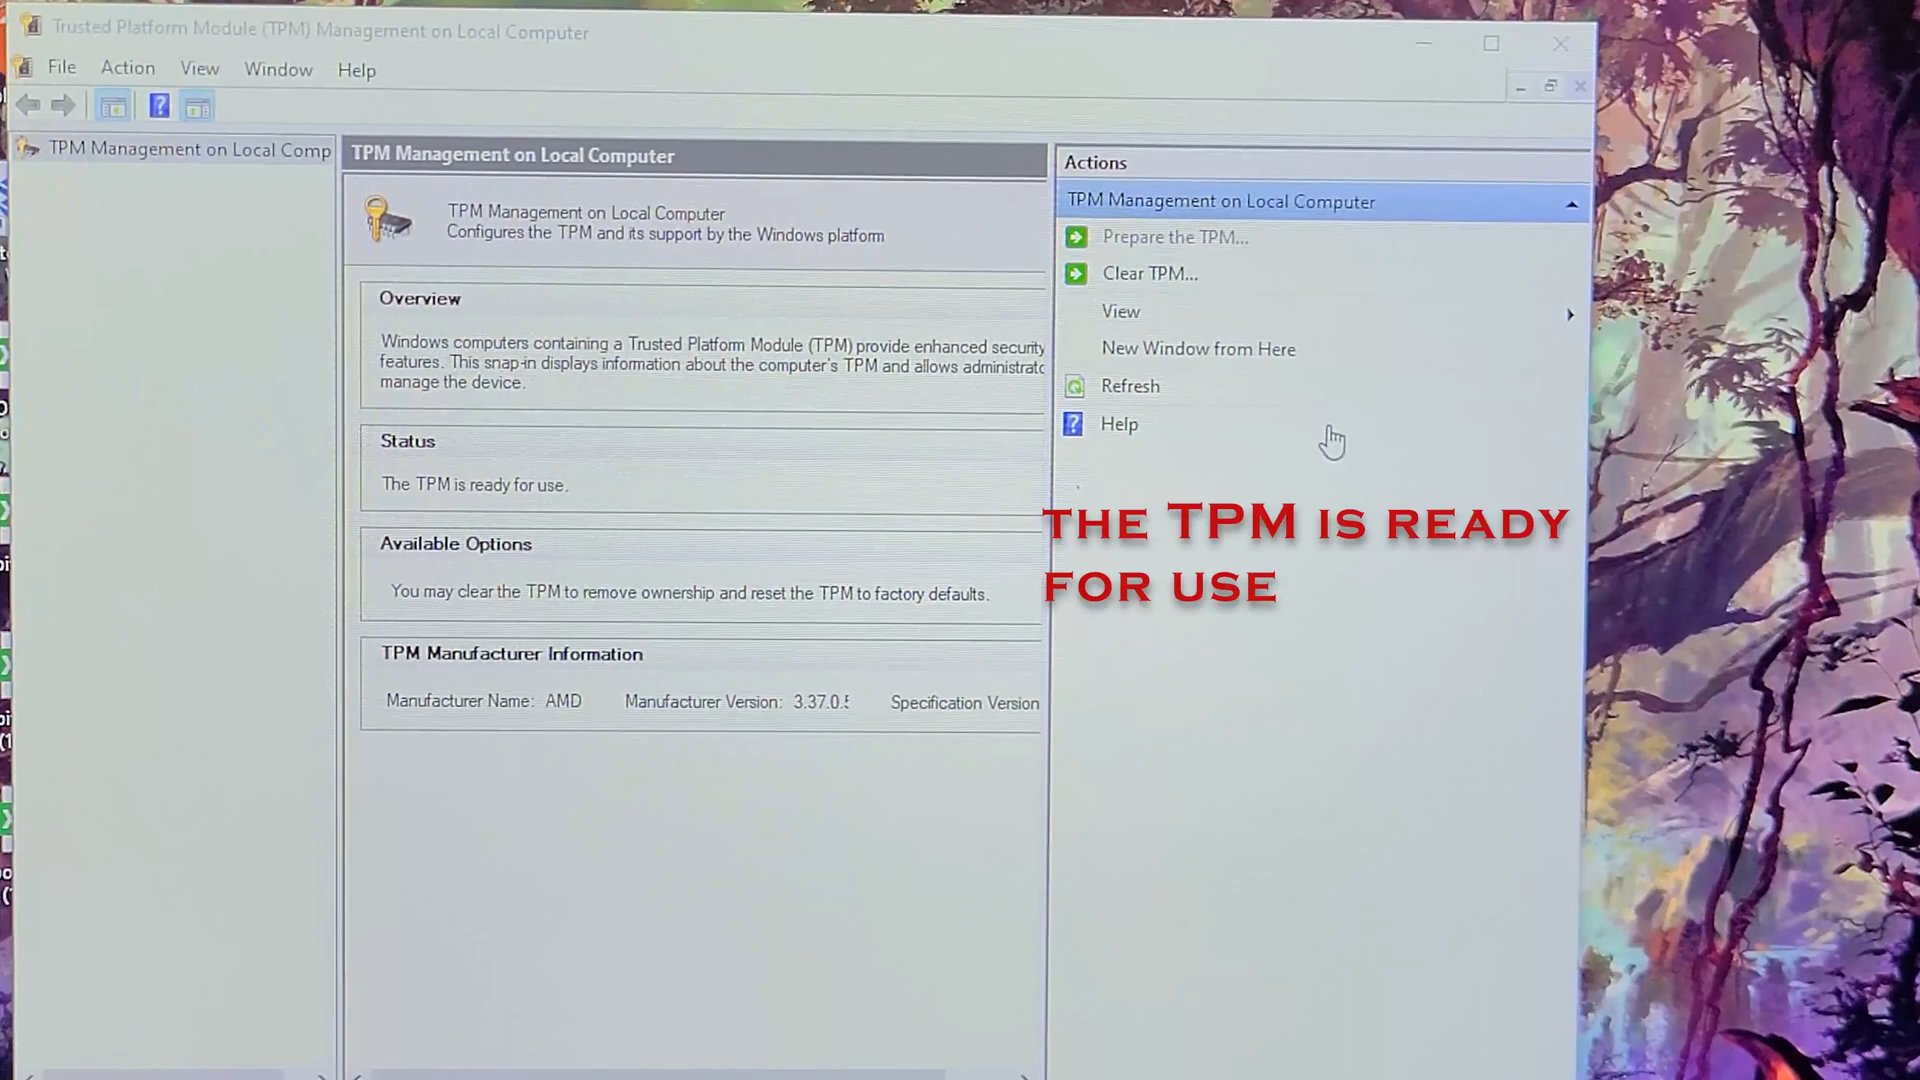 Trusted Platform Module (TPM) Management on Local Computer
File Action View Window Help
TPM Management on Local Comp
TPM Management on Local Computer
TPM Management on Local Computer
Configures the TPM and its support by the Windows platform
Overview
Windows computers containing a Trusted Platform Module (TPM) provide enhanced security
features. This snap-in displays information about the computer's TPM and allows administrato
manage the device.
Status
The TPM is ready for use.
Available Options
You may clear the TPM to remove ownership and reset the TPM to factory defaults.
TPM Manufacturer Information
Manufacturer Name: AMD Manufacturer Version: 3.37.0. Specification Version
Actions
TPM Management on Local Computer
Prepare the TPM...
Clear TPM...
View
New Window from Here
Refresh
Help
THE TPM IS READY
FOR USE